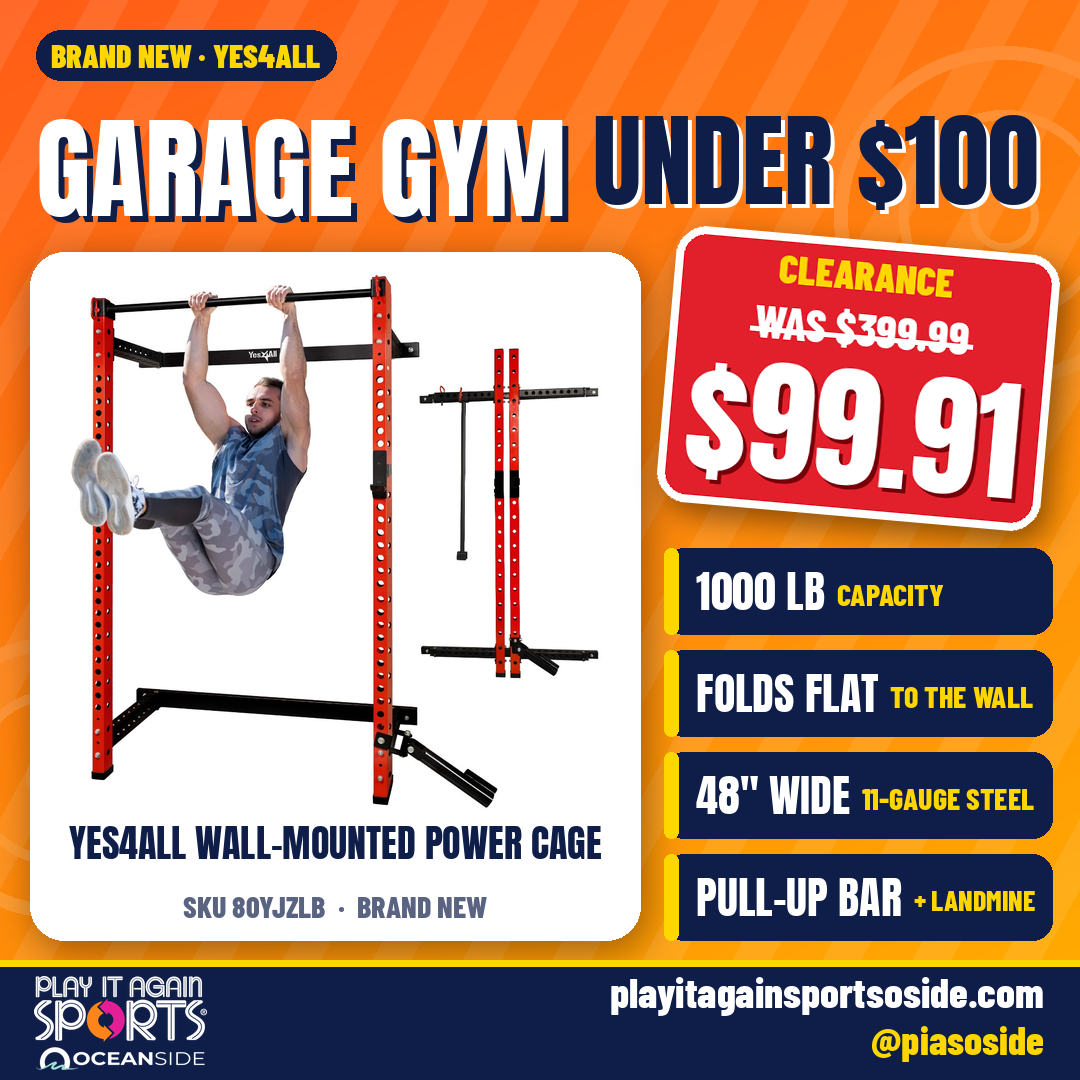 BRAND NEW · YES4ALL
GARAGE GYM UNDER $100
CLEARANCE
WAS $399.99
$99.91
Yes4All
1000 LB CAPACITY
FOLDS FLAT TO THE WALL
48" WIDE 11-GAUGE STEEL
PULL-UP BAR + LANDMINE
YES4ALL WALL-MOUNTED POWER CAGE
SKU 80YJZLB · BRAND NEW
PLAY IT AGAIN
SPORTS®
OCEANSIDE
playitagainsportsoside.com
@piasoside